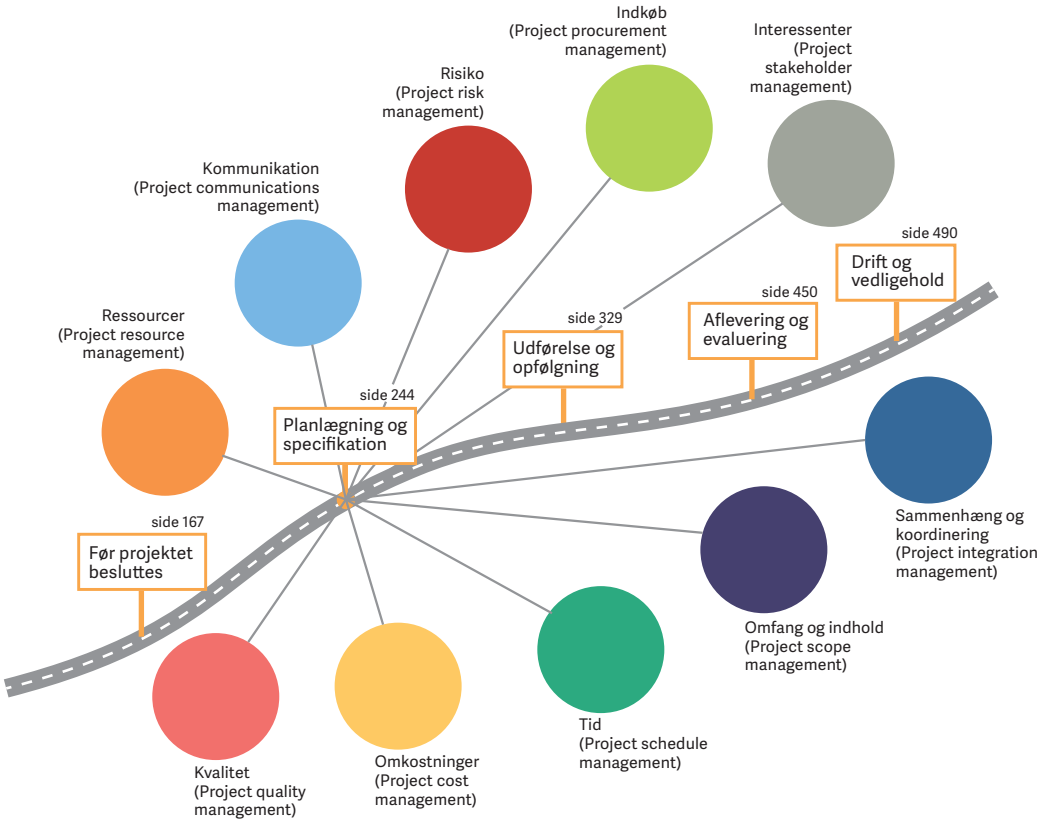 Indkøb
(Project procurement
management)
Interessenter
(Project
stakeholder
management)
Risiko
(Project risk
management)
Kommunikation
(Project communications
management)
Ressourcer
(Project resource
management)
side 490
Drift og
vedligehold
side 450
Aflevering og
evaluering
side 329
Udførelse og
opfølgning
side 244
Planlægning og
specifikation
side 167
Før projektet
besluttes
Sammenhæng og
koordinering
(Project integration
management)
Omfang og indhold
(Project scope
management)
Tid
(Project schedule
management)
Omkostninger
(Project cost
management)
Kvalitet
(Project quality
management)